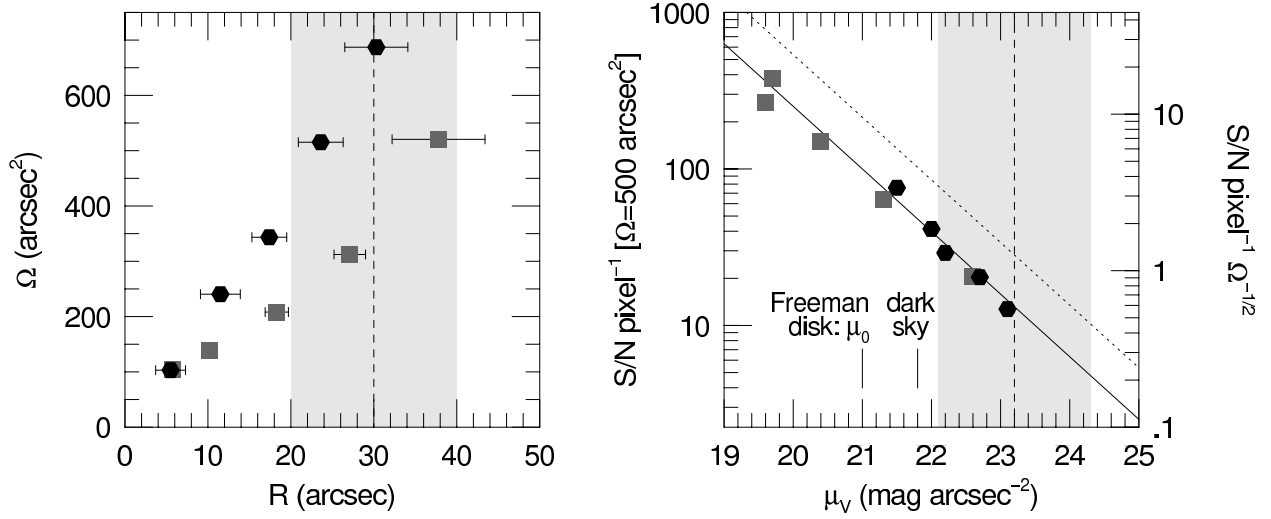 600
400
200
0
Ω (arcsec²)
0 10 20 30 40 50
R (arcsec)
1000
100
10
S/N pixel⁻¹ [Ω=500 arcsec²]
Freeman dark
disk: μ₀ sky
10
1
.1
S/N pixel⁻¹ Ω⁻¹/²
19 20 21 22 23 24 25
μV (mag arcsec⁻²)